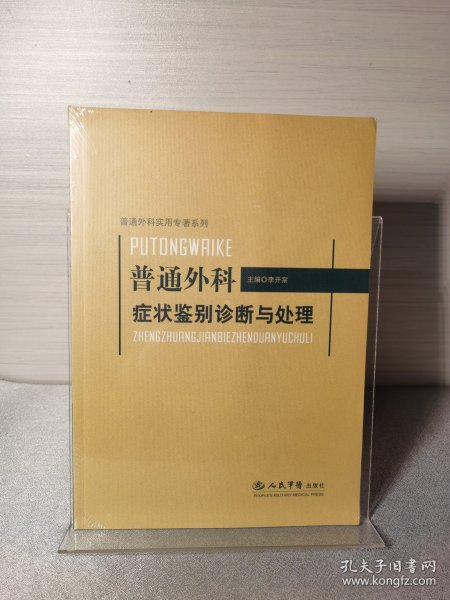 普通外科实用专著系列
PUTONGWAIKE
普通外科
主编◎李开宗
症状鉴别诊断与处理
ZHENGZHUANGJIANBIEZHENDUANYUCHULI
人民军医出版社
PEOPLE'S MILITARY MEDICAL PRESS
孔夫子旧书网
www.kongfz.com